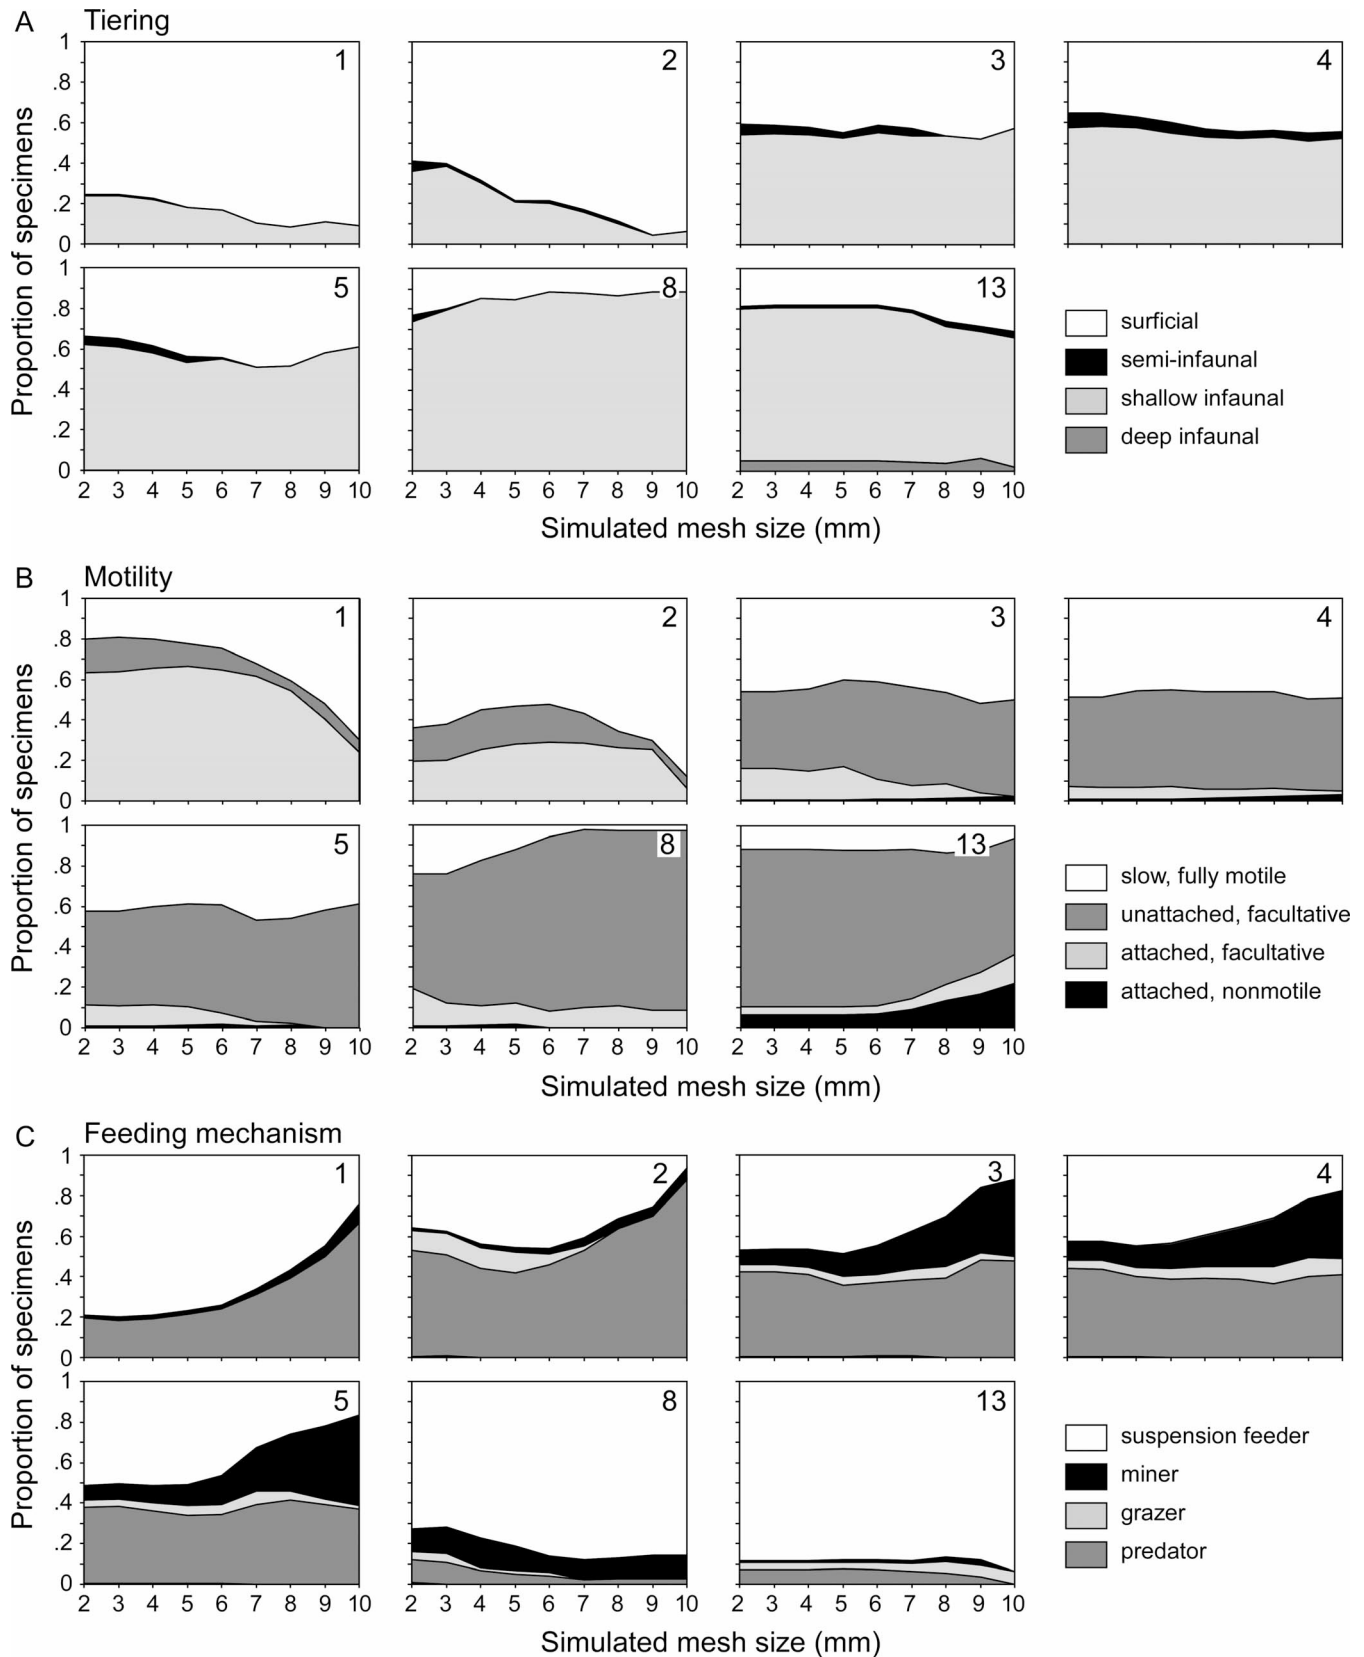 A Tiering
Proportion of specimens
1
.8
.6
.4
.2
0
1
2
3
4
1
.8
.6
.4
.2
0
5
8
13
2 3 4 5 6 7 8 9 10
2 3 4 5 6 7 8 9 10
2 3 4 5 6 7 8 9 10
Simulated mesh size (mm)
surficial
semi-infaunal
shallow infaunal
deep infaunal
B Motility
Proportion of specimens
1
.8
.6
.4
.2
0
1
2
3
4
1
.8
.6
.4
.2
0
5
8
13
2 3 4 5 6 7 8 9 10
2 3 4 5 6 7 8 9 10
2 3 4 5 6 7 8 9 10
Simulated mesh size (mm)
slow, fully motile
unattached, facultative
attached, facultative
attached, nonmotile
C Feeding mechanism
Proportion of specimens
1
.8
.6
.4
.2
0
1
2
3
4
1
.8
.6
.4
.2
0
5
8
13
2 3 4 5 6 7 8 9 10
2 3 4 5 6 7 8 9 10
2 3 4 5 6 7 8 9 10
Simulated mesh size (mm)
suspension feeder
miner
grazer
predator